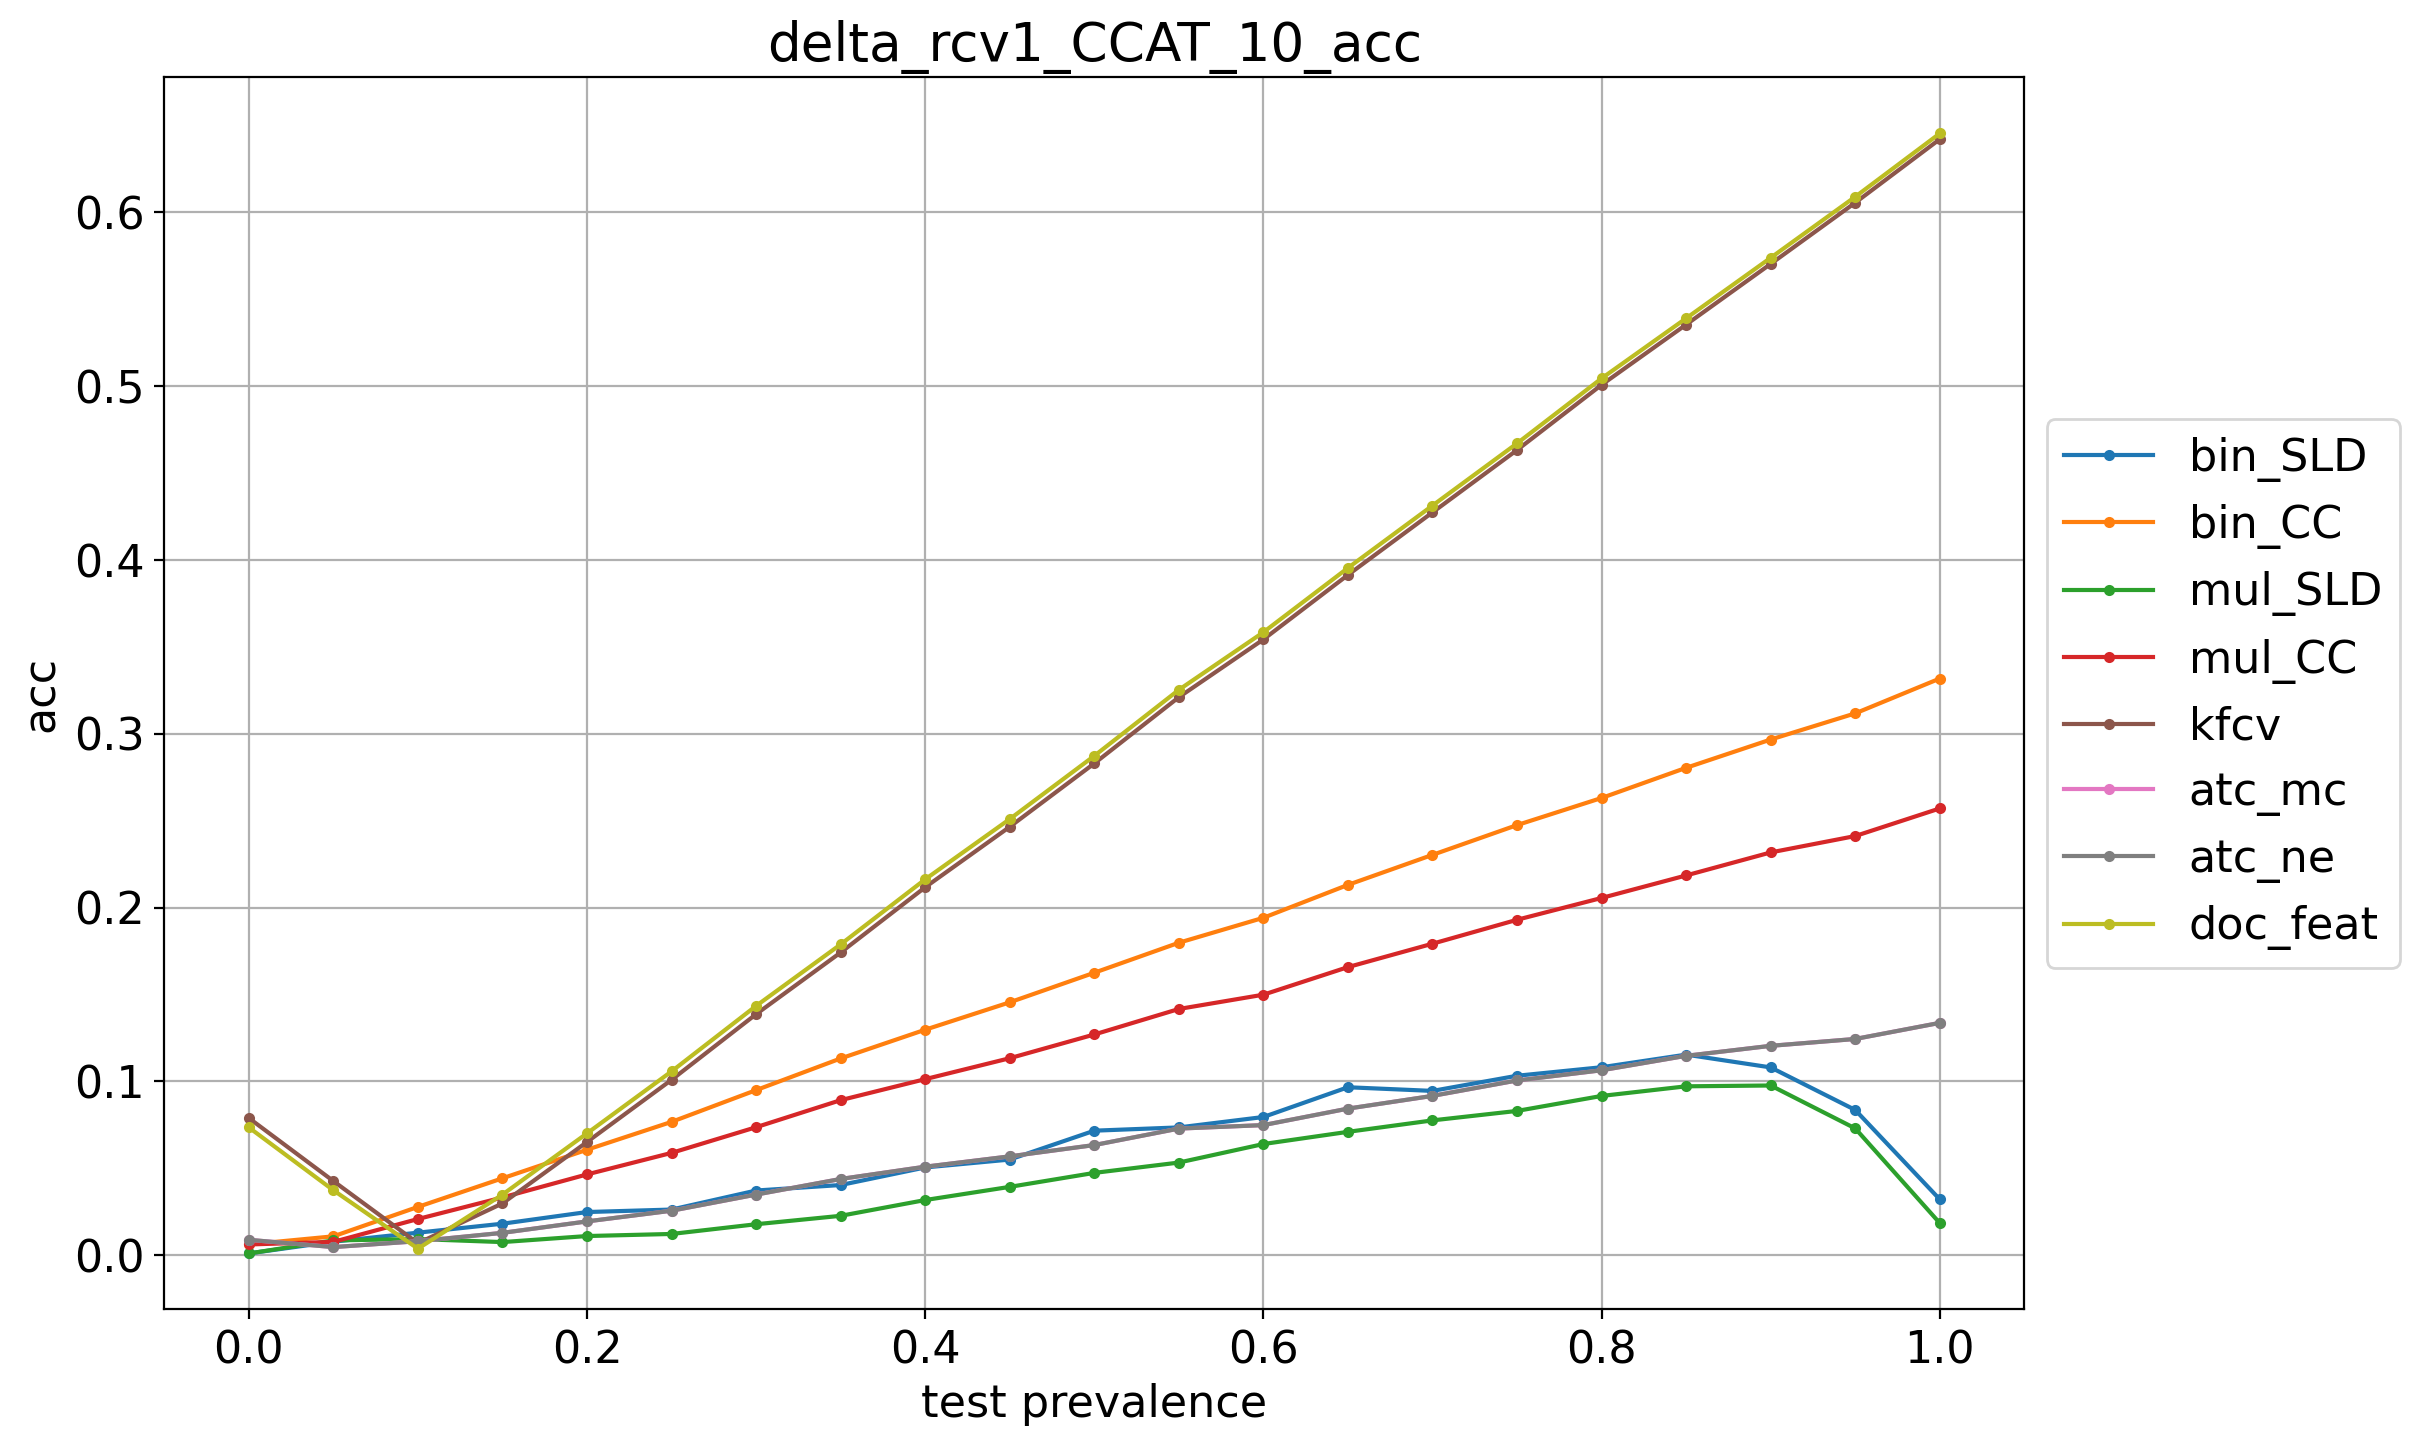 delta_rcv1_CCAT_10_acc
acc
0.6
0.5
0.4
0.3
0.2
0.1
0.0
0.0 0.2 0.4 0.6 0.8 1.0
test prevalence
bin_SLD
bin_CC
mul_SLD
mul_CC
kfcv
atc_mc
atc_ne
doc_feat